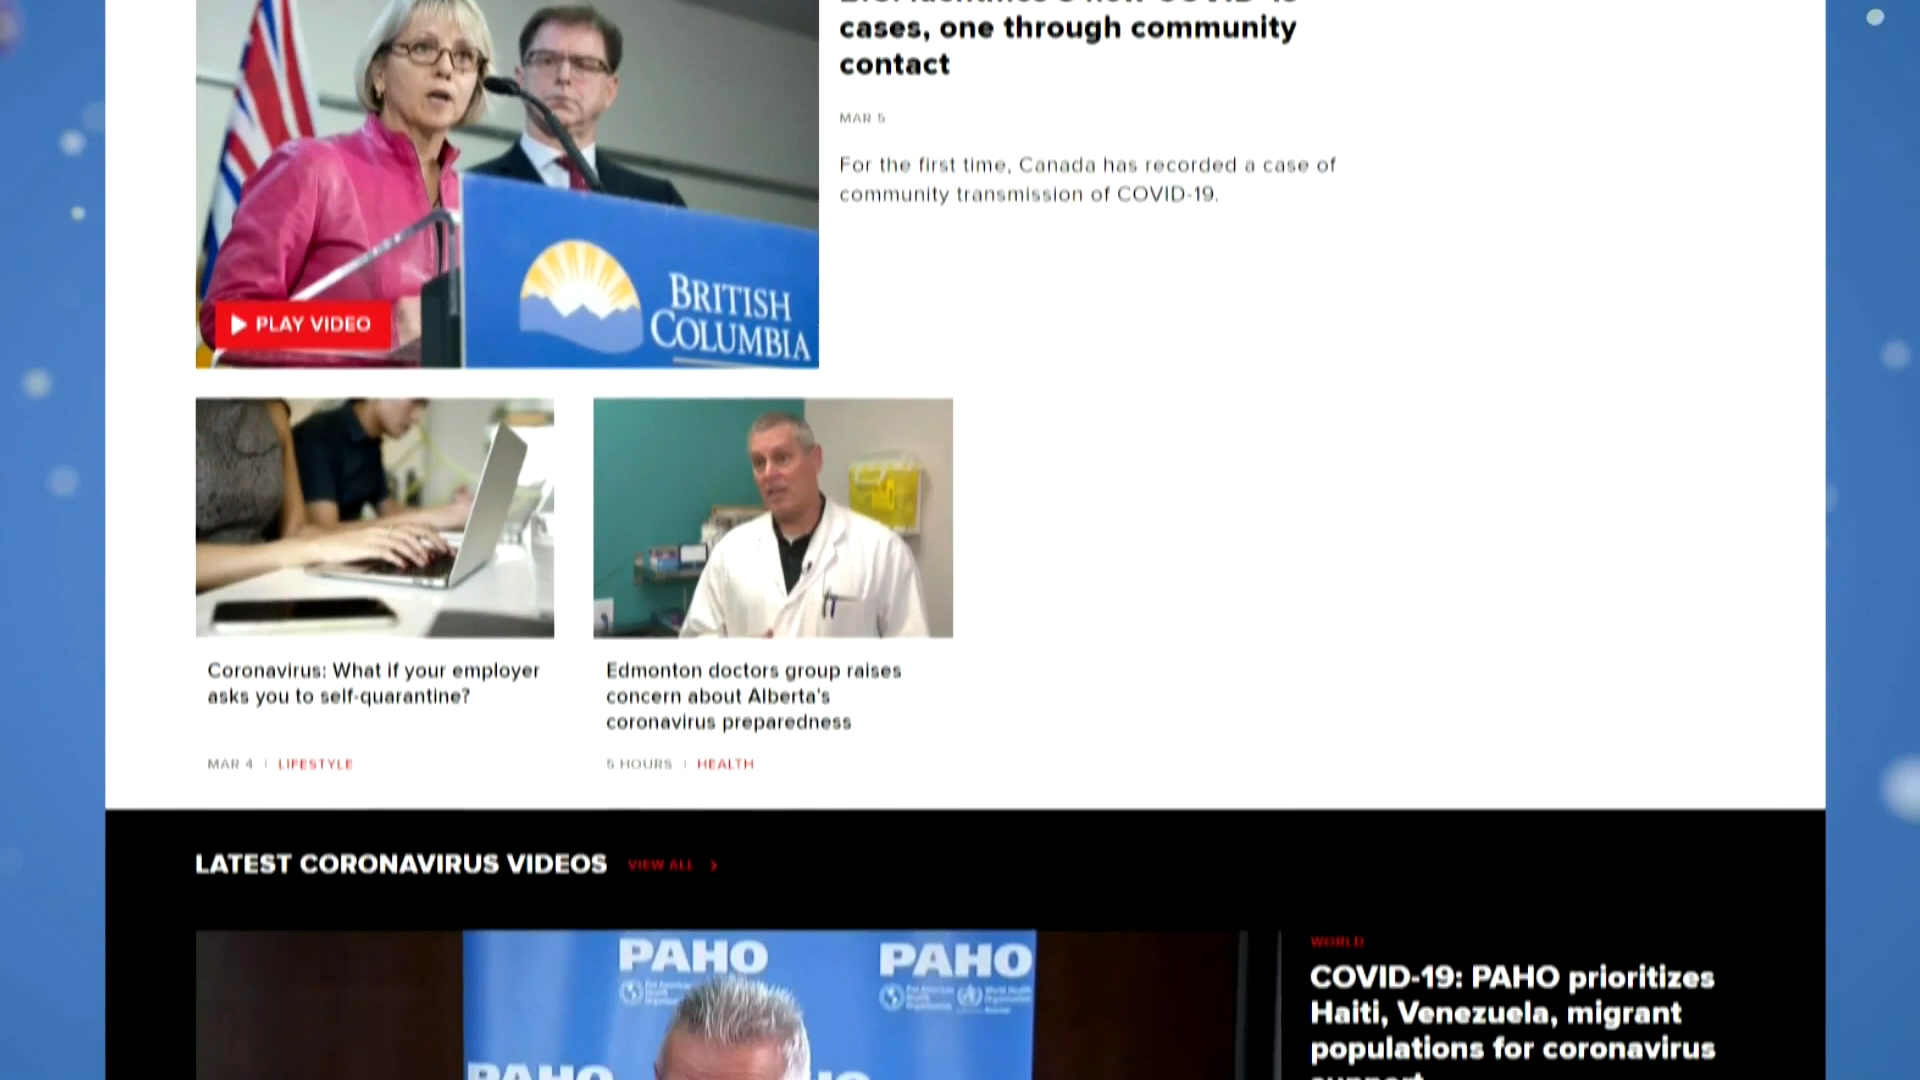 cases, one through community
contact
MAR 5
For the first time, Canada has recorded a case of
community transmission of COVID-19.
BRITISH
COLUMBIA
PLAY VIDEO
Coronavirus: What if your employer
asks you to self-quarantine?
MAR 4 | LIFESTYLE
Edmonton doctors group raises
concern about Alberta's
coronavirus preparedness
5 HOURS | HEALTH
LATEST CORONAVIRUS VIDEOS VIEW ALL >
PAHO
PAHO
PAHO
WORLD
COVID-19: PAHO prioritizes
Haiti, Venezuela, migrant
populations for coronavirus